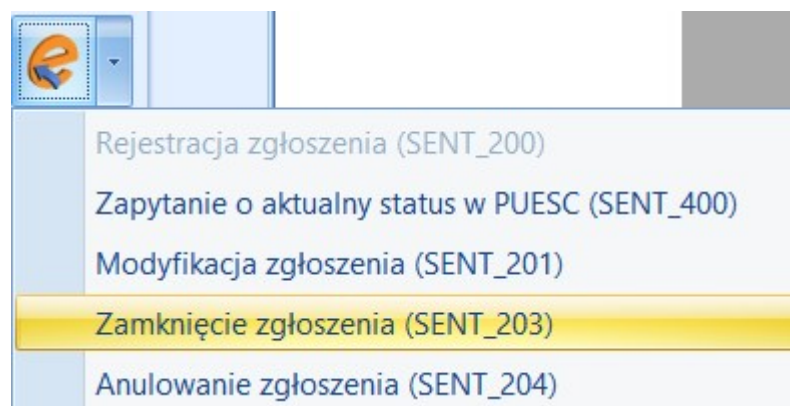 Rejestracja zgłoszenia (SENT_200)
Zapytanie o aktualny status w PUESC (SENT_400)
Modyfikacja zgłoszenia (SENT_201)
Zamknięcie zgłoszenia (SENT_203)
Anulowanie zgłoszenia (SENT_204)